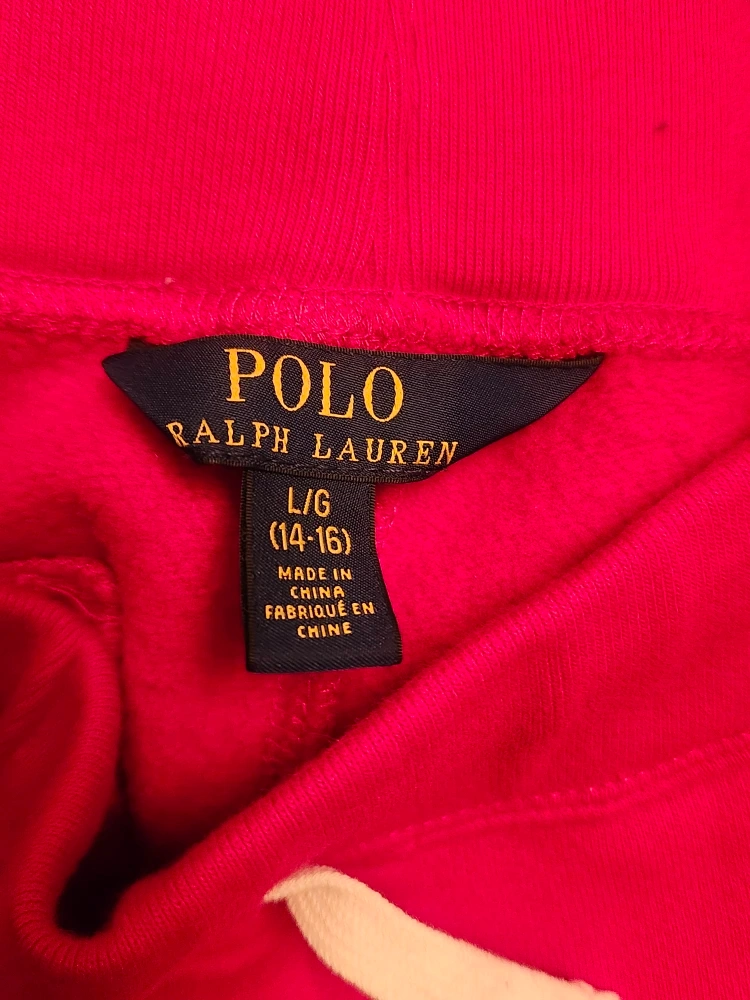 POLO
RALPH LAUREN
L/G
(14-16)
MADE IN
CHINA
FABRIQUÉ EN
CHINE